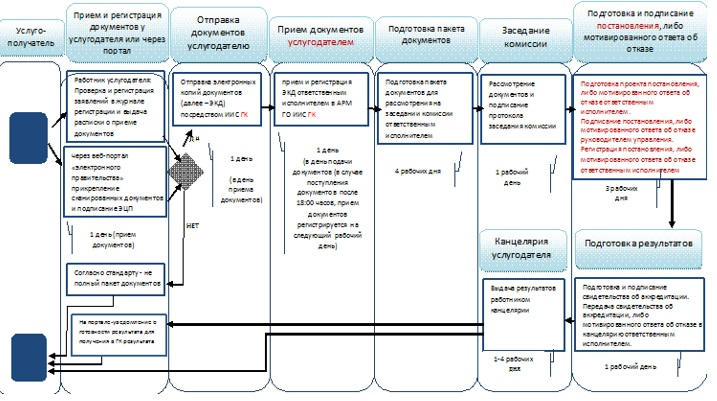 Услуго-
получатель
Прием и регистрация
документов у
услугодателя или через
портал
Отправка
документов
услугодателю
Прием документов
услугодателем
Подготовка пакета
документов
Заседание
комиссии
Подготовка и подписание
постановления, либо
мотивированного ответа об
отказе
Работник услугодателя:
Проверка и регистрация
заявлений в журнале
регистрации и выдача
расписки о приеме
документов
через веб-портал
«электронного
правительства»
прикрепление
сканированных документов
и подписание ЭЦП
1 день (прием
документов)
Согласно стандарту - не
полный пакет документов
На портале-уведомление о
готовности результата для
получения в ГК результата
Отправка электронных
копий документов
(далее – ЭКД)
посредством ИИС ГК
ДА
НЕТ
1 день
(в день
приема
документов)
прием и регистрация
ЭКД ответственным
исполнителем в АРМ
ГО ИИС ГК
1 день
(в день подачи
документов (в случае
поступления
документов после
18:00 часов, прием
документов
регистрируется на
следующий рабочий
день)
Подготовка пакета
документов для
рассмотрения на
заседании комиссии
ответственным
исполнителем
4 рабочих дня
Рассмотрение
документов и
подписание
протокола
заседания комиссии
1 рабочий
день
Подготовка проекта постановления,
либо мотивированного ответа об
отказе ответственным
исполнителем.
Подписание постановления, либо
мотивированного ответа об отказе
руководителем управления.
Регистрация постановления, либо
мотивированного ответа об отказе
ответственным исполнителем
3 рабочих
дня
Канцелярия
услугодателя
Подготовка результатов
Выдача результатов
работником
канцелярии
1-4 рабочих
дня
Подготовка и подписание
свидетельства об аккредитации.
Передача свидетельства об
аккредитации, либо
мотивированного ответа об отказе в
канцелярию ответственным
исполнителем.
1 рабочий день